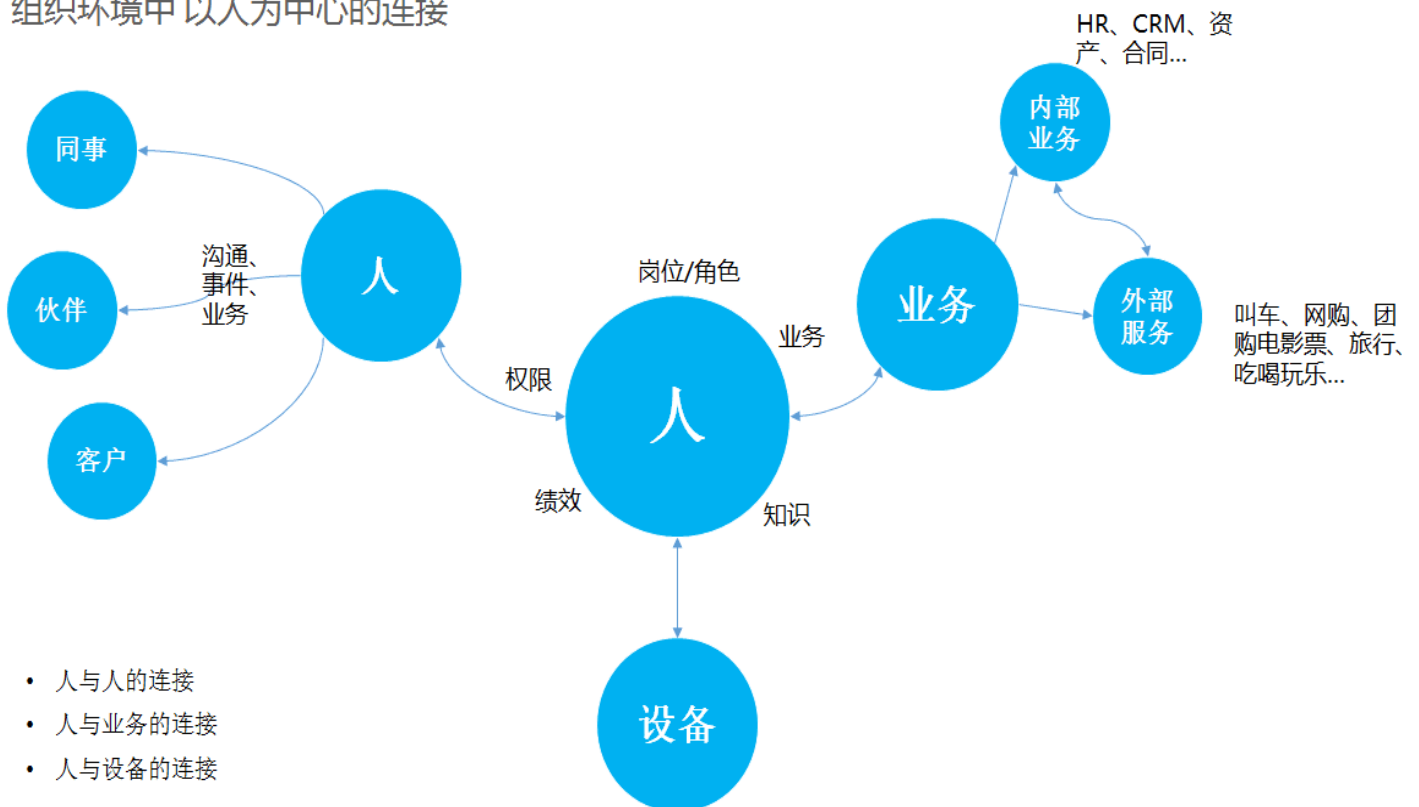 组织环境中 以人为中心的连接
HR、CRM、资
产、合同...
内部
业务
同事
沟通、
事件、
业务
人
岗位/角色
业务
外部
服务
伙伴
叫车、网购、团
购电影票、旅行、
吃喝玩乐...
业务
权限
人
客户
绩效
知识
设备
• 人与人的连接
• 人与业务的连接
• 人与设备的连接